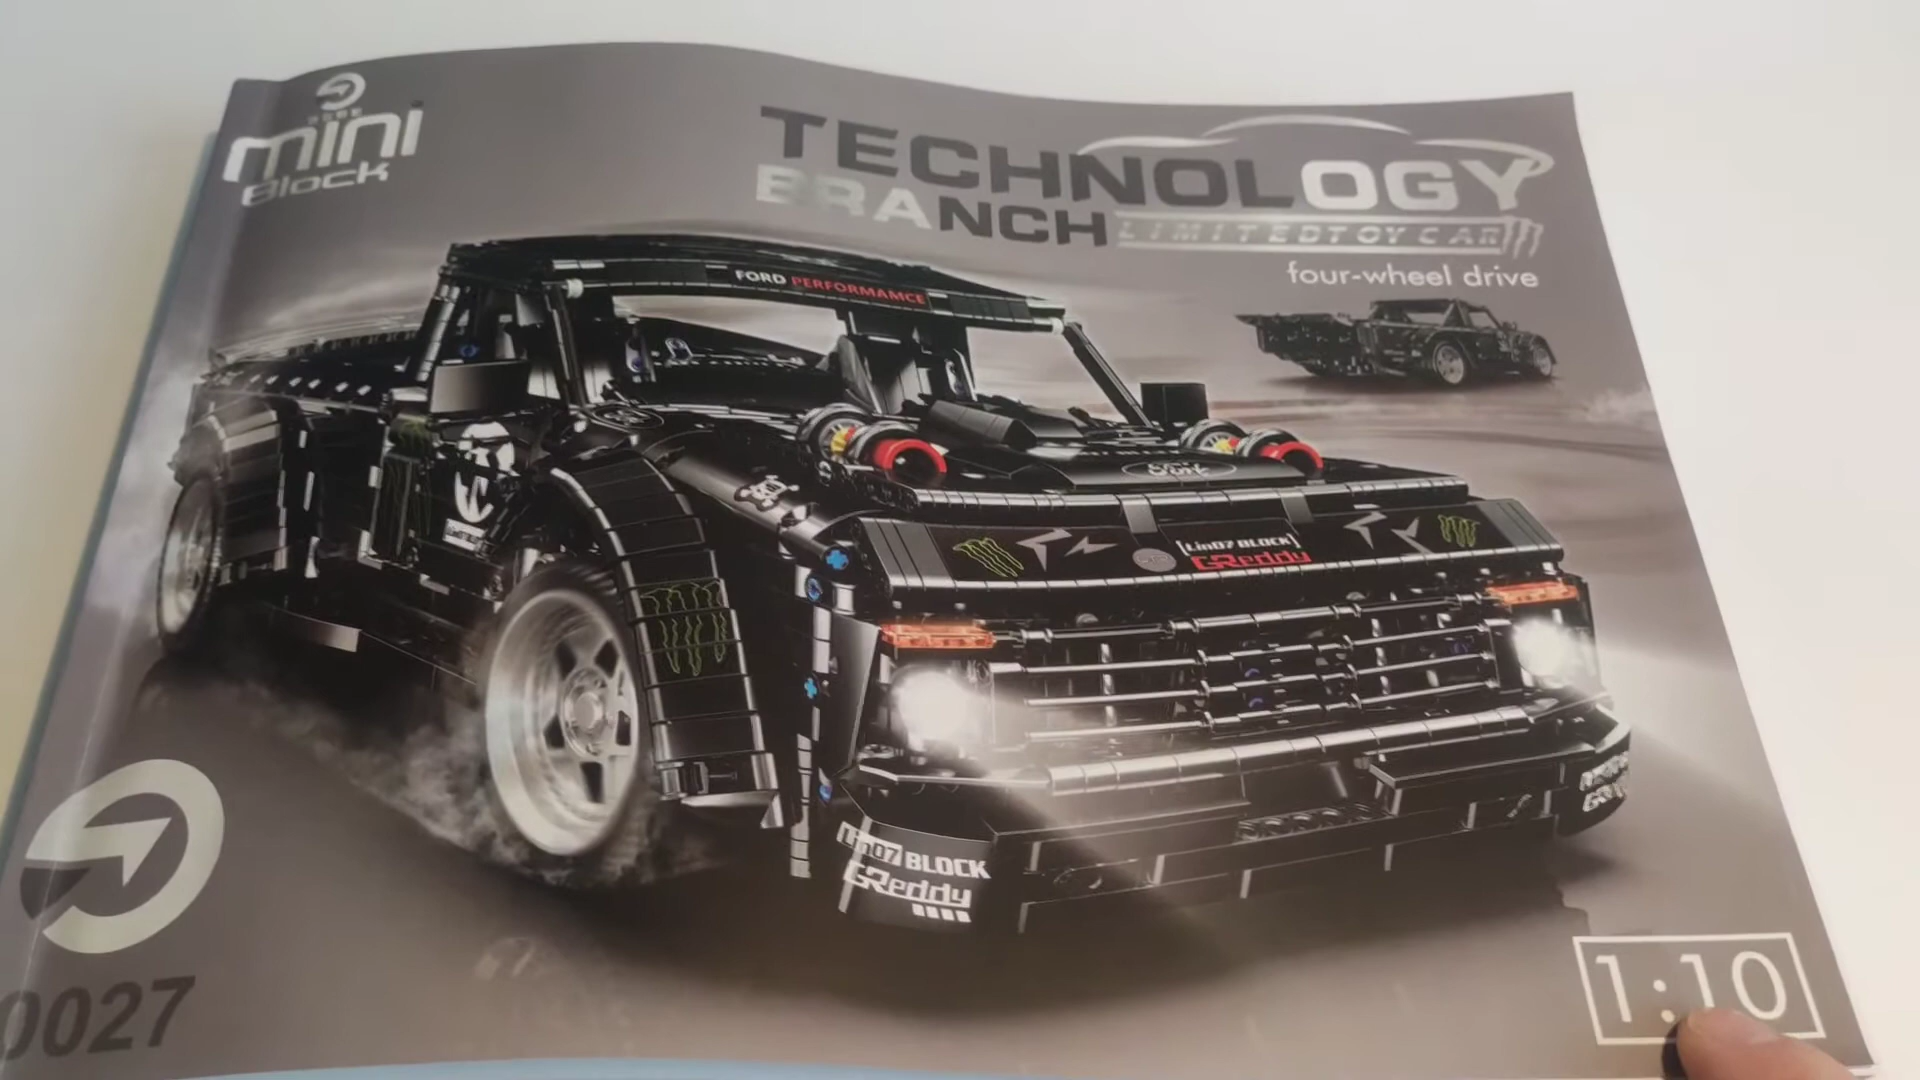 mini
Block
TECHNOLOGY
BRANCH LIMITEDTOYCAR
four-wheel drive
FORD PERFORMAMCE
[Lin07 BLOCK]
GReddy
Lin07 BLOCK
GReddy
0027
1:10